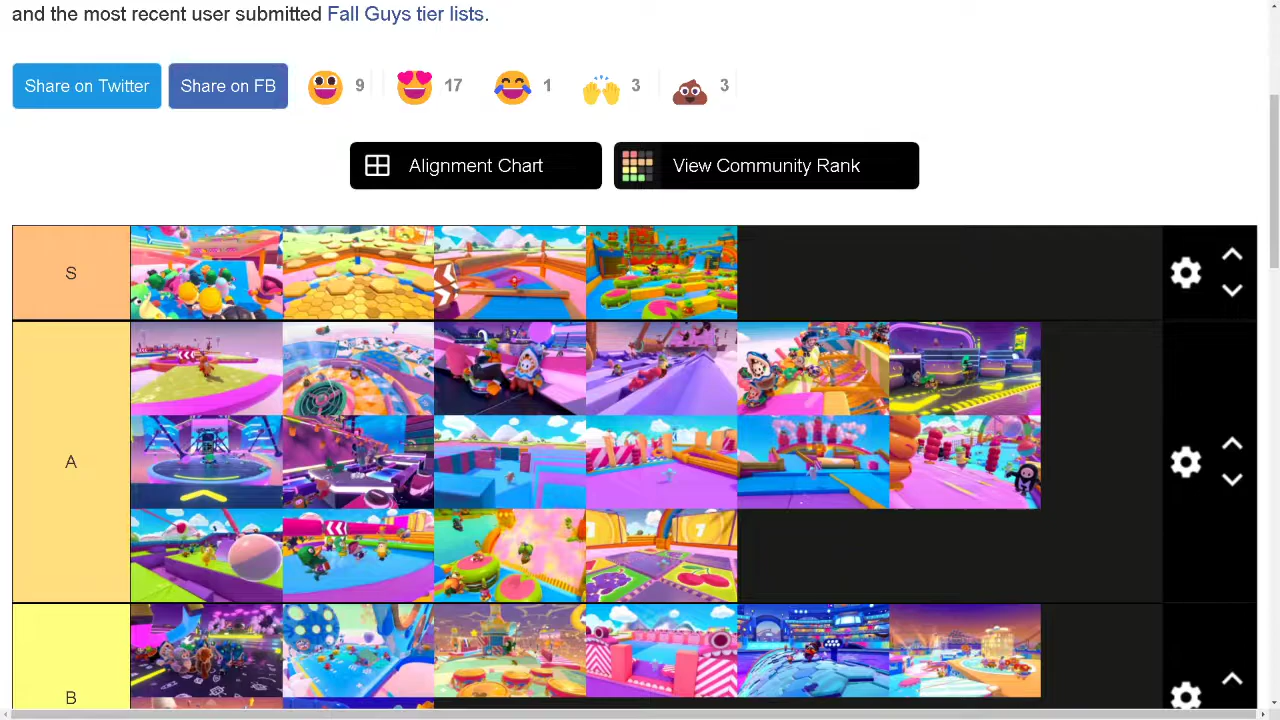 and the most recent user submitted Fall Guys tier lists.
Share on Twitter
Share on FB
9
17
1
3
3
Alignment Chart
View Community Rank
S
A
B